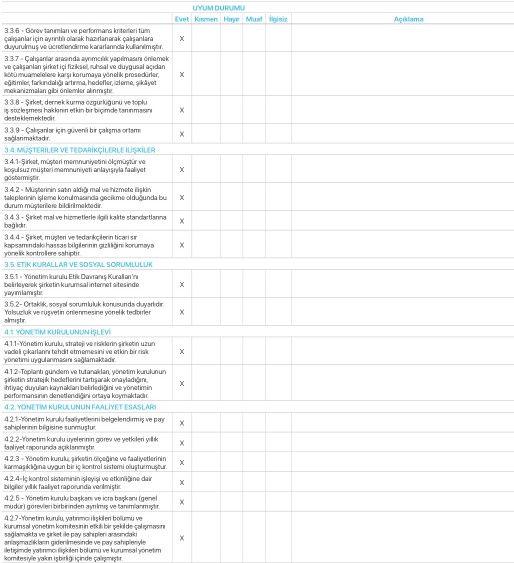 UYUM DURUMU
Evet Kısmen Hayır Muaf İlgisiz Açıklama
3.3.6 - Görev tanımları ve performans kriterleri tüm
çalışanlar için ayrıntılı olarak hazırlanarak çalışanlara
duyurulmuş ve ücretlendirme kararlarında kullanılmıştır. X
3.3.7 - Çalışanlar arasında ayrımcılık yapılmasını önlemek
ve çalışanları şirket içi fiziksel, ruhsal ve duygusal açıdan
kötü muamelelere karşı korumaya yönelik prosedürler,
eğitimler, farkındalığı artırma, hedefler, izleme, şikâyet
mekanizmaları gibi önlemler alınmıştır. X
3.3.8 - Şirket, dernek kurma özgürlüğünü ve toplu
iş sözleşmesi hakkının etkin bir biçimde tanınmasını
desteklemektedir. X
3.3.9 - Çalışanlar için güvenli bir çalışma ortamı
sağlanmaktadır. X
3.4. MÜŞTERİLER VE TEDARİKÇİLERLE İLİŞKİLER
3.4.1-Şirket, müşteri memnuniyetini ölçmüştür ve
koşulsuz müşteri memnuniyeti anlayışıyla faaliyet
göstermiştir. X
3.4.2 - Müşterinin satın aldığı mal ve hizmete ilişkin
taleplerinin işleme konulmasında gecikme olduğunda bu
durum müşterilere bildirilmektedir. X
3.4.3 - Şirket mal ve hizmetlerle ilgili kalite standartlarına
bağlıdır. X
3.4.4 - Şirket, müşteri ve tedarikçilerin ticari sır
kapsamındaki hassas bilgilerinin gizliliğini korumaya
yönelik kontrollere sahiptir. X
3.5. ETİK KURALLAR VE SOSYAL SORUMLULUK
3.5.1 - Yönetim kurulu Etik Davranış Kuralları'nı
belirleyerek şirketin kurumsal internet sitesinde
yayımlamıştır. X
3.5.2- Ortaklık, sosyal sorumluluk konusunda duyarlıdır.
Yolsuzluk ve rüşvetin önlenmesine yönelik tedbirler
almıştır. X
4.1. YÖNETİM KURULUNUN İŞLEVİ
4.1.1-Yönetim kurulu, strateji ve risklerin şirketin uzun
vadeli çıkarlarını tehdit etmemesini ve etkin bir risk
yönetimi uygulanmasını sağlamaktadır. X
4.1.2-Toplantı gündem ve tutanakları, yönetim kurulunun
şirketin stratejik hedeflerini tartışarak onayladığını,
ihtiyaç duyulan kaynakları belirlediğini ve yönetimin
performansının denetlendiğini ortaya koymaktadır. X
4.2. YÖNETİM KURULUNUN FAALİYET ESASLARI
4.2.1-Yönetim kurulu faaliyetlerini belgelendirmiş ve pay
sahiplerinin bilgisine sunmuştur. X
4.2.2-Yönetim kurulu üyelerinin görev ve yetkileri yıllık
faaliyet raporunda açıklanmıştır. X
4.2.3 - Yönetim kurulu, şirketin ölçeğine ve faaliyetlerinin
karmaşıklığına uygun bir iç kontrol sistemi oluşturmuştur. X
4.2.4-İç kontrol sisteminin işleyişi ve etkinliğine dair
bilgiler yıllık faaliyet raporunda verilmiştir. X
4.2.5 - Yönetim kurulu başkanı ve icra başkanı (genel
müdür) görevleri birbirinden ayrılmış ve tanımlanmıştır. X
4.2.7-Yönetim kurulu, yatırımcı ilişkileri bölümü ve
kurumsal yönetim komitesinin etkili bir şekilde çalışmasını
sağlamakta ve şirket ile pay sahipleri arasındaki
anlaşmazlıkların giderilmesinde ve pay sahipleriyle
iletişimde yatırımcı ilişkileri bölümü ve kurumsal yönetim
komitesiyle yakın işbirliği içinde çalışmıştır. X